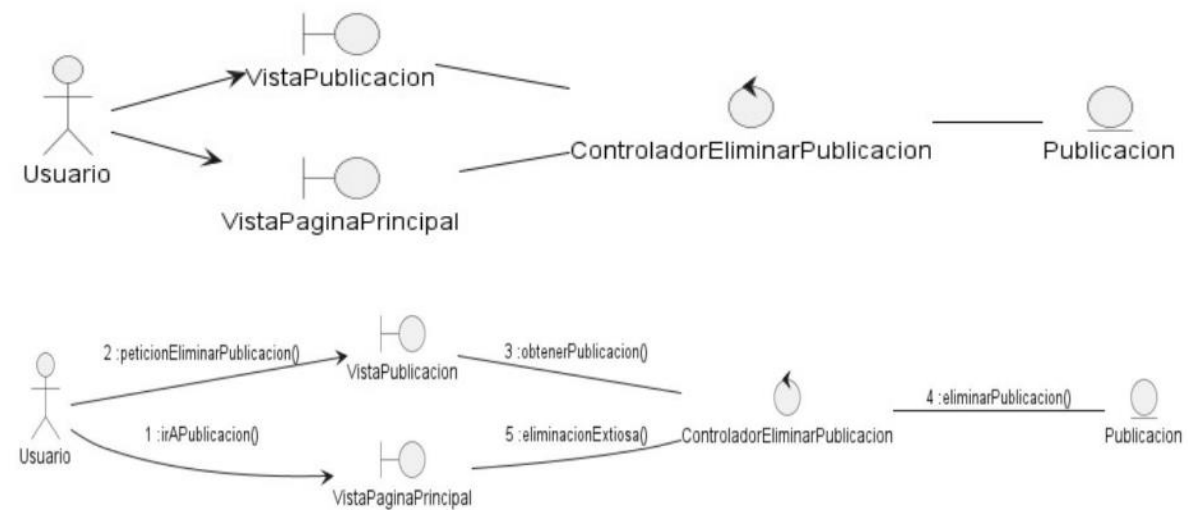 VistaPublicacion
Usuario
ControladorEliminarPublicacion
Publicacion
VistaPaginaPrincipal
2 :peticionEliminarPublicacion()
3 :obtenerPublicacion()
VistaPublicacion
4 :eliminarPublicacion()
1 :irAPublicacion()
5 :eliminacionExtiosa()
ControladorEliminarPublicacion
Publicacion
Usuario
VistaPaginaPrincipal